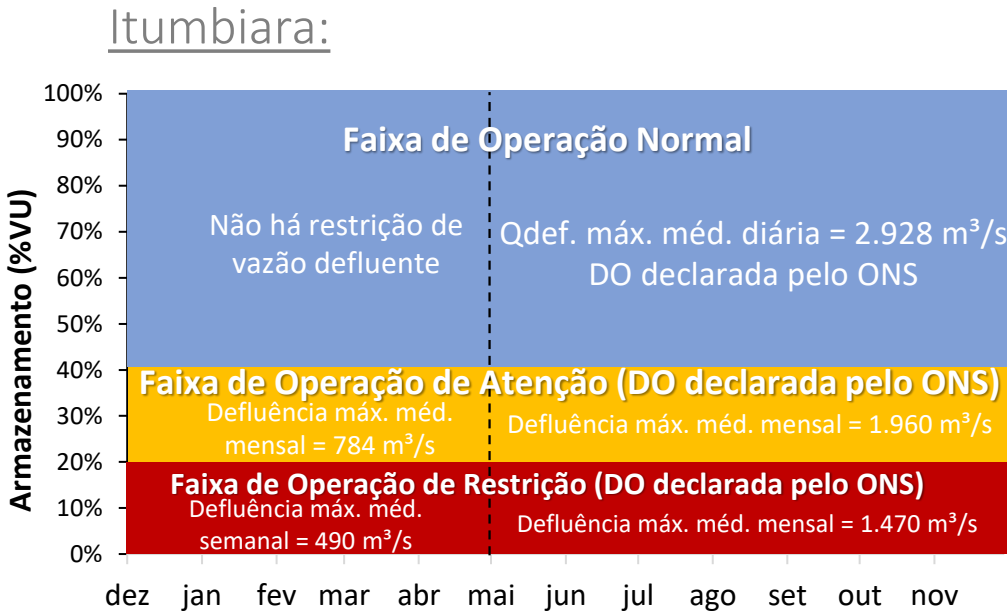 Itumbiara:
100%
90%
80%
70%
60%
50%
40%
30%
20%
10%
0%
Armazenamento (%VU)
Faixa de Operação Normal
Não há restrição de
vazão defluente
Qdef. máx. méd. diária = 2.928 m³/s
DO declarada pelo ONS
Faixa de Operação de Atenção (DO declarada pelo ONS)
Defluência máx. méd.
mensal = 784 m³/s
Defluência máx. méd. mensal = 1.960 m³/s
Faixa de Operação de Restrição (DO declarada pelo ONS)
Defluência máx. méd.
semanal = 490 m³/s
Defluência máx. méd. mensal = 1.470 m³/s
dez jan fev mar abr mai jun jul ago set out nov